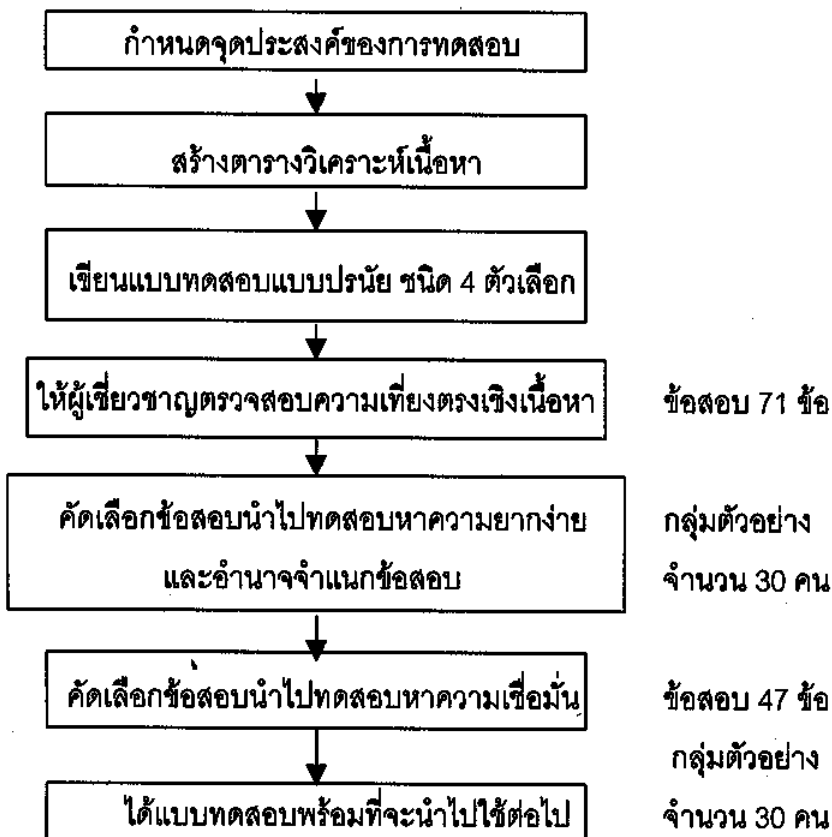 กำหนดจุดประสงค์ของการทดสอบ
สร้างตารางวิเคราะห์เนื้อหา
เขียนแบบทดสอบแบบปรนัย ชนิด 4 ตัวเลือก
ให้ผู้เชี่ยวชาญตรวจสอบความเที่ยงตรงเชิงเนื้อหา
ข้อสอบ 71 ข้อ
คัดเลือกข้อสอบนำไปทดสอบหาความยากง่าย
และอำนาจจำแนกข้อสอบ
กลุ่มตัวอย่าง
จำนวน 30 คน
คัดเลือกข้อสอบนำไปทดสอบหาความเชื่อมั่น
ข้อสอบ 47 ข้อ
กลุ่มตัวอย่าง
ได้แบบทดสอบพร้อมที่จะนำไปใช้ต่อไป
จำนวน 30 คน